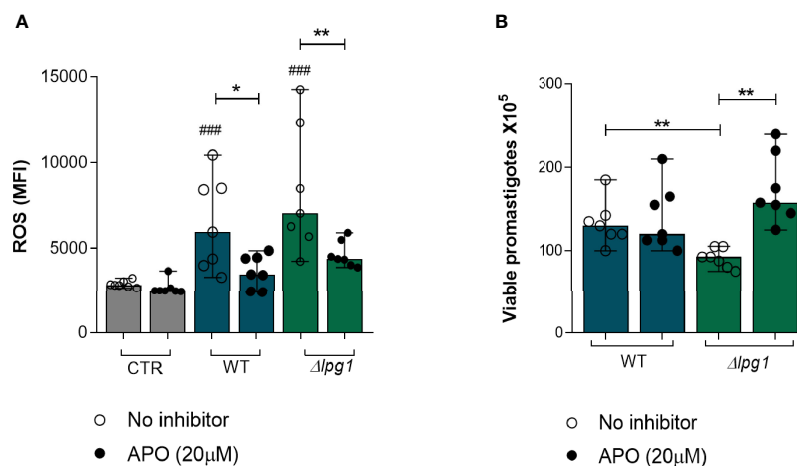 A
ROS (MFI)
15000
10000
5000
0
###
*
###
**
CTR
WT
Δlpg1
No inhibitor
APO (20µM)
B
Viable promastigotes X10⁵
300
200
100
0
**
**
WT
Δlpg1
No inhibitor
APO (20µM)